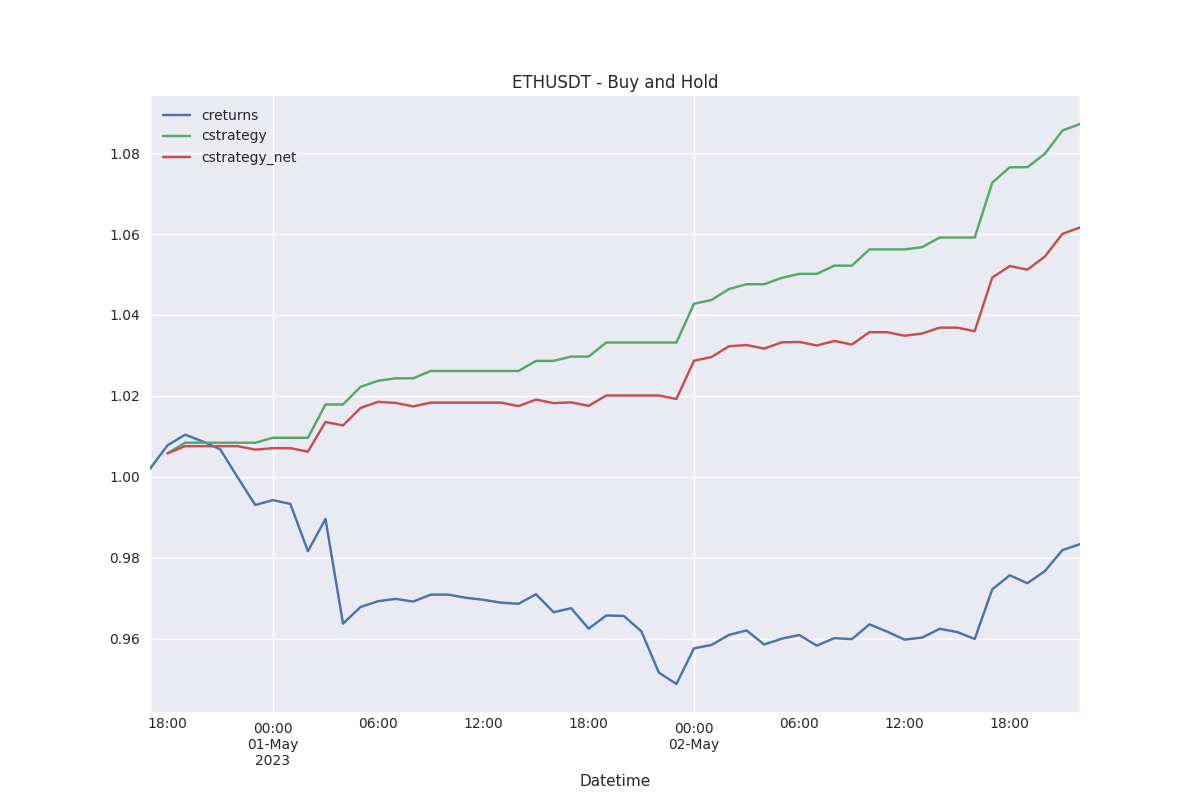 ETHUSDT - Buy and Hold
creturns
cstrategy
cstrategy_net
1.08
1.06
1.04
1.02
1.00
0.98
0.96
18:00
00:00
01-May
2023
06:00
12:00
18:00
00:00
02-May
06:00
12:00
18:00
Datetime